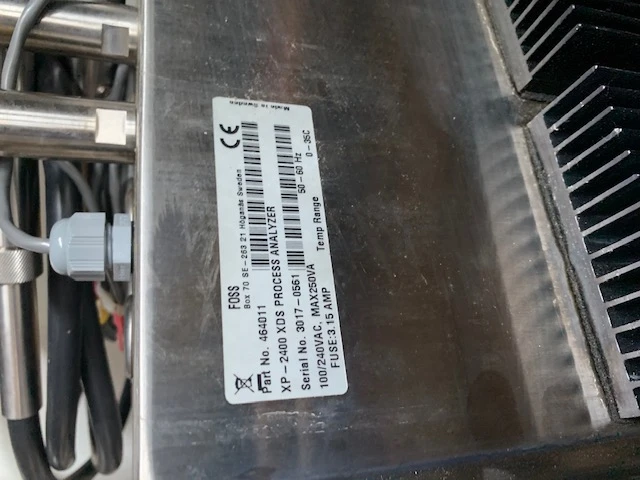 FOSS
Box 70 SE-263 21 Höganäs Sweden
Part No. 464011
XP-2400 XDS PROCESS ANALYZER
Serial No. 3017-0561
50-60 Hz
100/240VAC, MAX250VA
Temp Range 0-35C
FUSE:3.15 AMP
CE
Made in Sweden